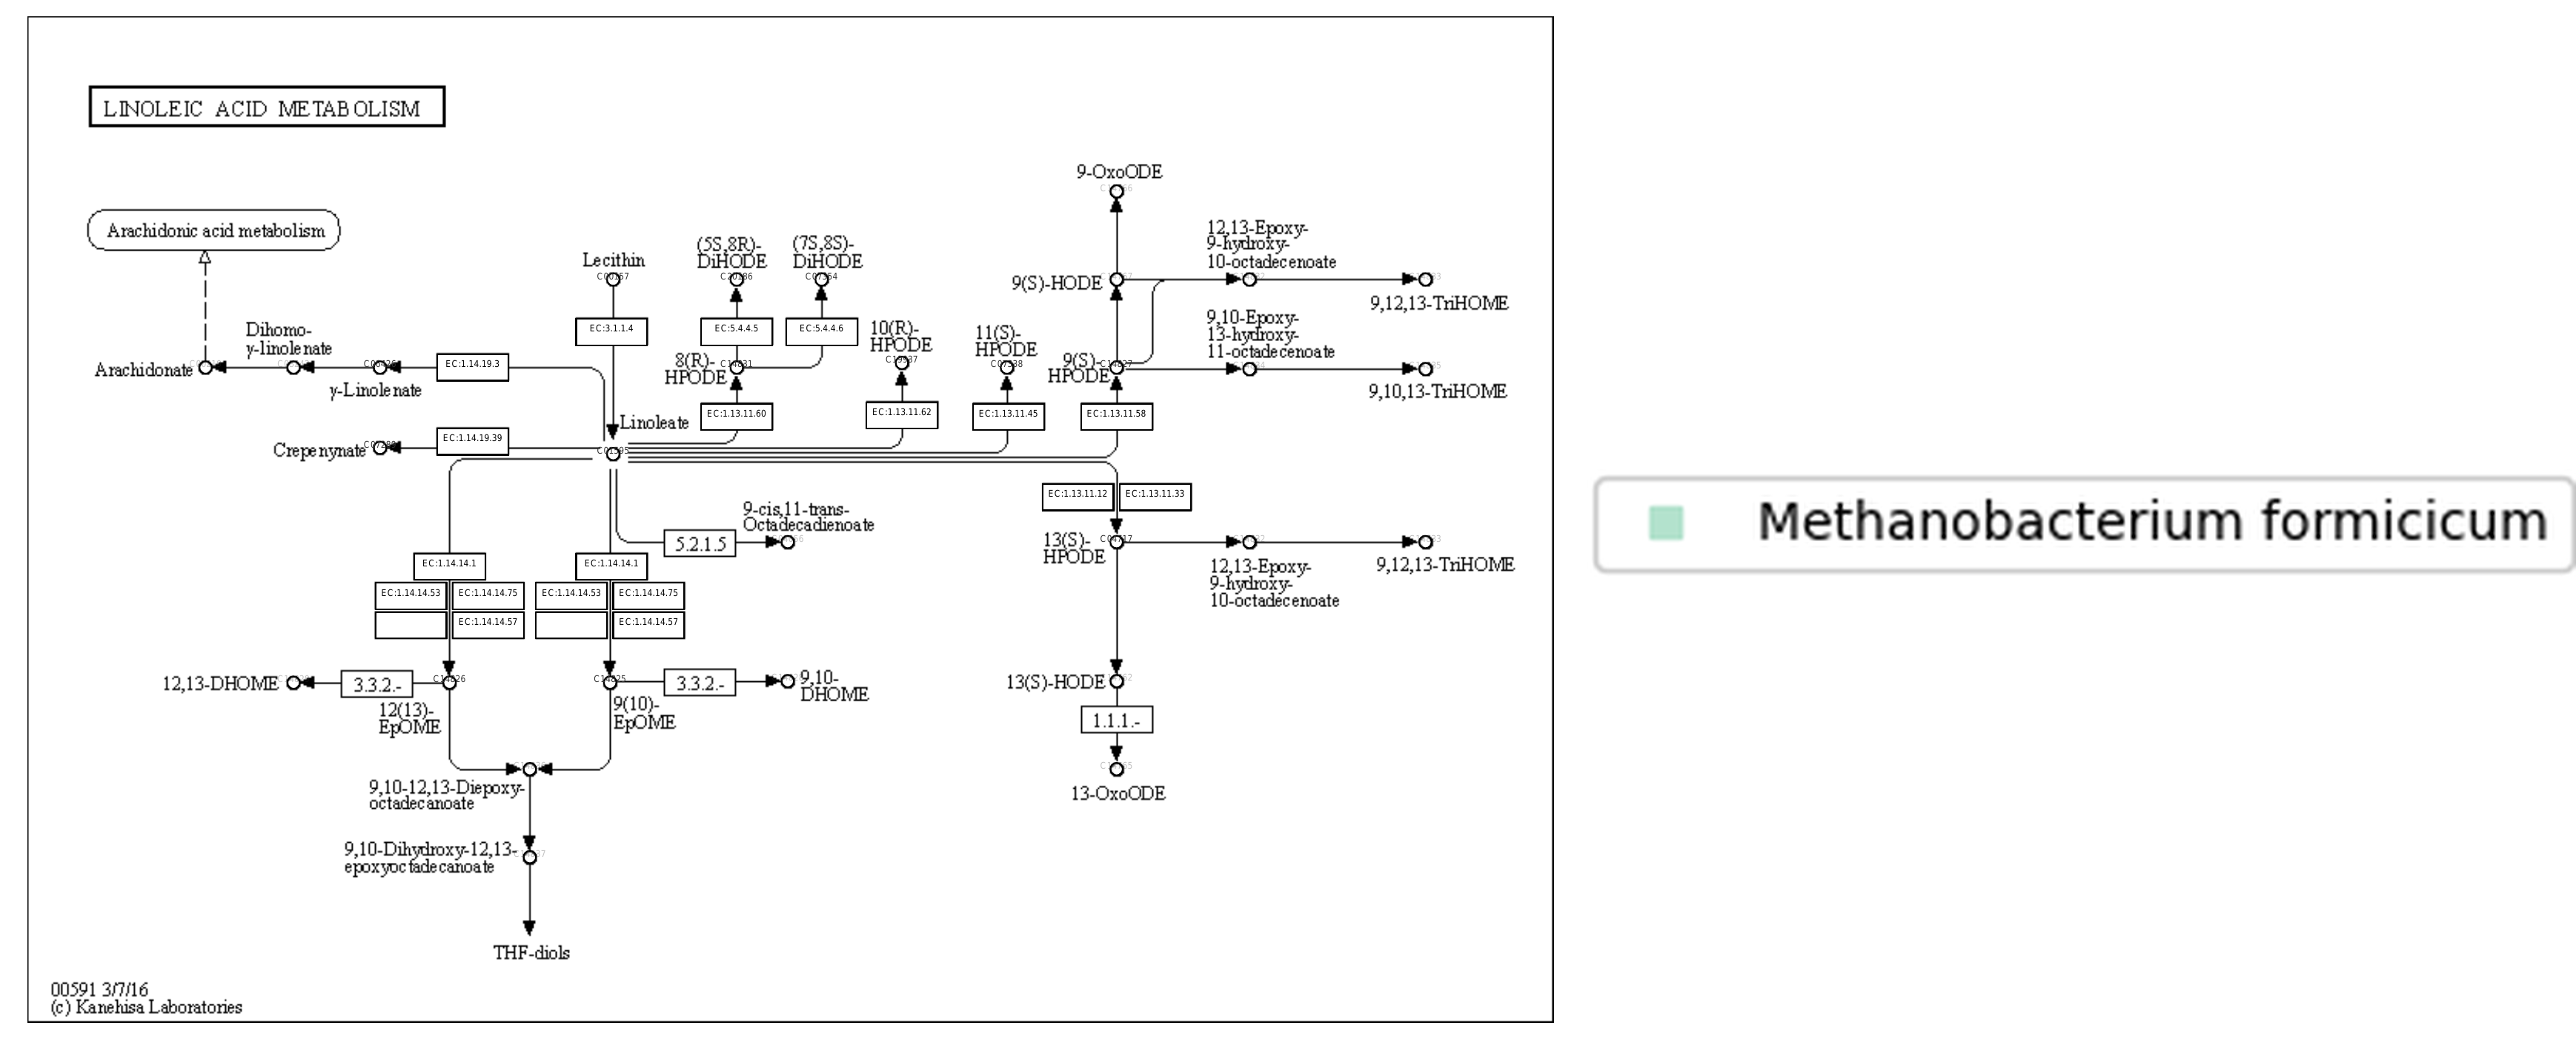 LINOLEIC ACID METABOLISM
9-OxoODE
Arachidonic acid metabolism
Lecithin
C00157
(5S,8R)-
DiHODE
(7S,8S)-
DiHODE
C07354
9(S)-HODE
12,13-Epoxy-
9-hydroxy-
10-octadecenoate
9,12,13-TriHOME
EC:3.1.1.4
EC:5.4.4.5
EC:5.4.4.6
10(R)-
HPODE
11(S)-
HPODE
9,10-Epoxy-
13-hydroxy-
11-octadecenoate
Dihomo-
γ-linolenate
Arachidonate
EC:1.14.19.3
γ-Linolenate
8(R)-
HPODE
9(S)-
HPODE
9,10,13-TriHOME
EC:1.13.11.60
EC:1.13.11.62
EC:1.13.11.45
EC:1.13.11.58
Linoleate
Crepenynate
EC:1.14.19.39
EC:1.13.11.12
EC:1.13.11.33
9-cis,11-trans-
Octadecadienoate
5.2.1.5
13(S)-
HPODE
12,13-Epoxy-
9-hydroxy-
10-octadecenoate
9,12,13-TriHOME
EC:1.14.14.1
EC:1.14.14.1
EC:1.14.14.53
EC:1.14.14.75
EC:1.14.14.53
EC:1.14.14.75
EC:1.14.14.57
EC:1.14.14.57
12,13-DHOME
3.3.2.-
3.3.2.-
9,10-
DHOME
12(13)-
EpOME
9(10)-
EpOME
13(S)-HODE
1.1.1.-
13-OxoODE
9,10-12,13-Diepoxy-
octadecanoate
9,10-Dihydroxy-12,13-
epoxyoctadecanoate
THF-diols
00591 3/7/16
(c) Kanehisa Laboratories
Methanobacterium formicicum